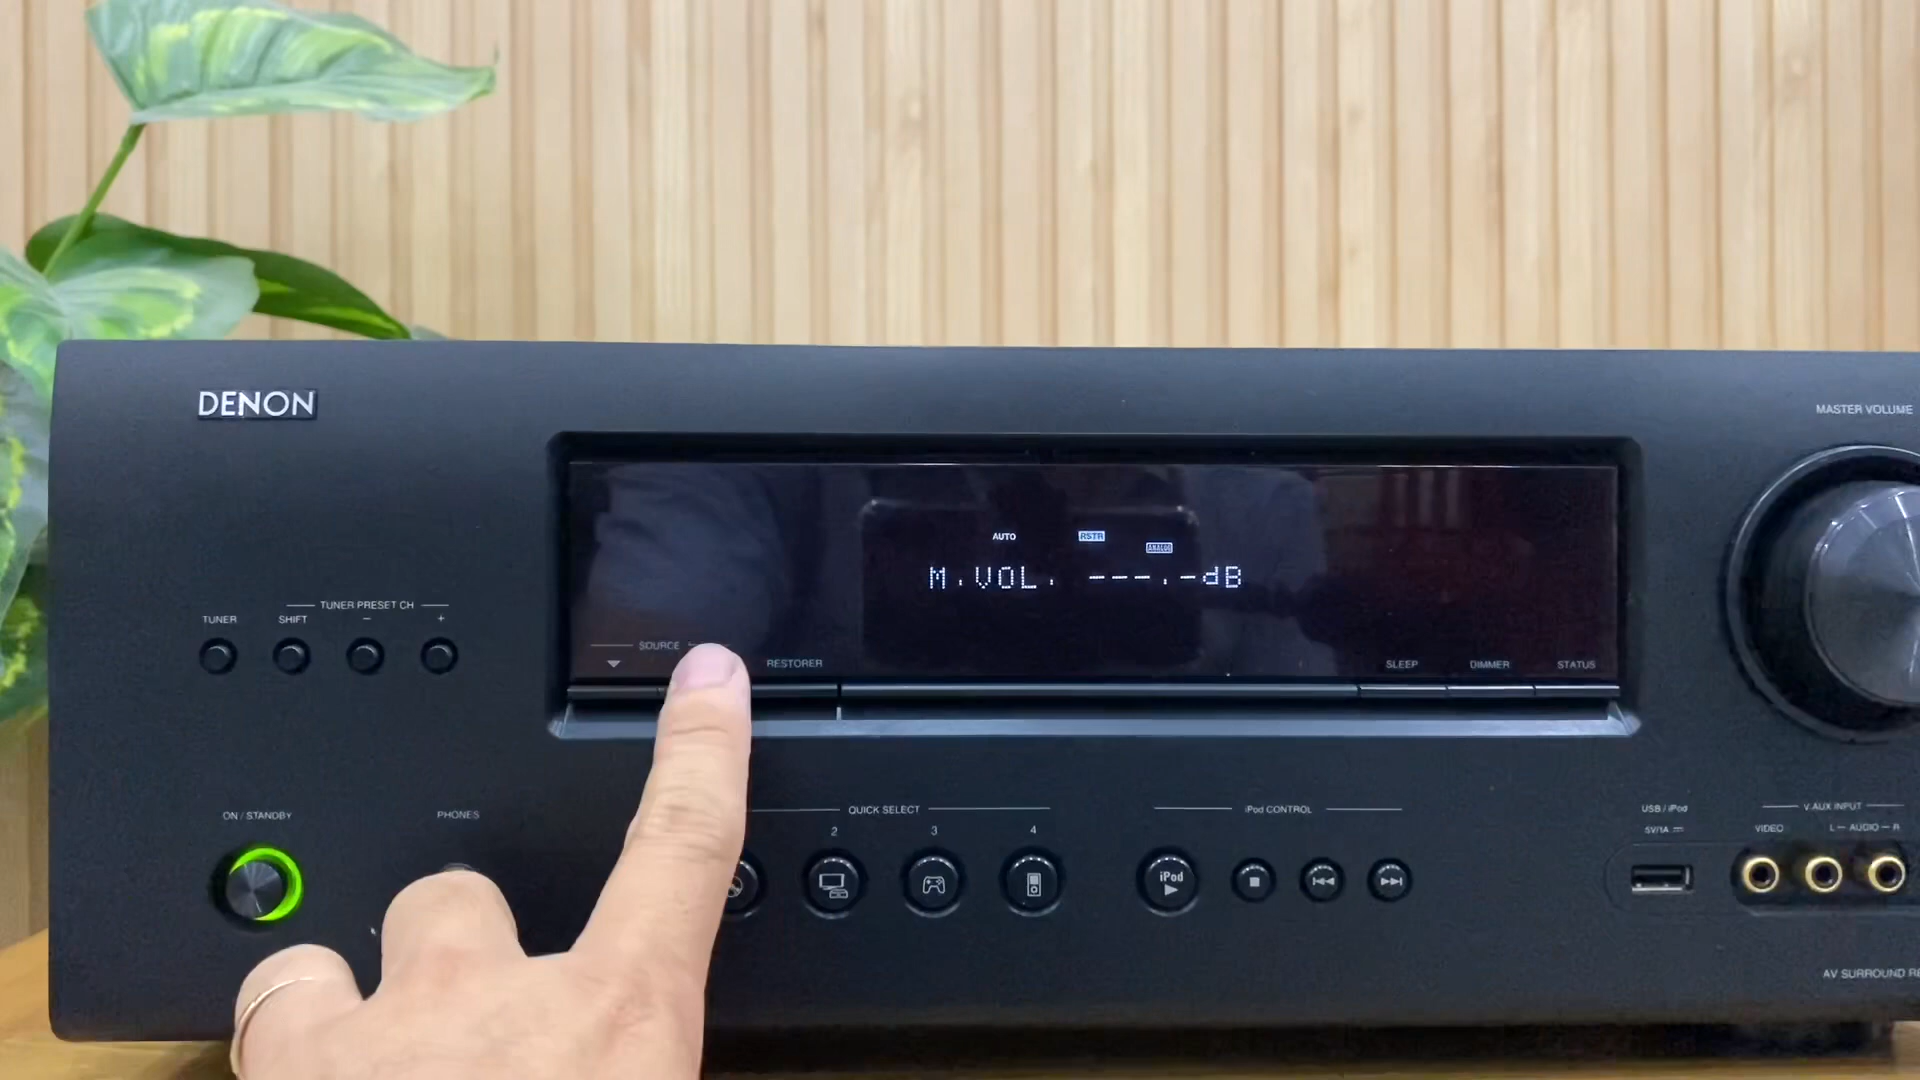 DENON
MASTER VOLUME
AUTO
RSTR
ANALOG
M.VOL. ---.-dB
TUNER PRESET CH
TUNER
SHIFT
−
+
SOURCE
RESTORER
SLEEP
DIMMER
STATUS
ON / STANDBY
PHONES
QUICK SELECT
2
3
4
iPod CONTROL
iPod
USB / iPod
5V/1A
V.AUX INPUT
VIDEO
L — AUDIO — R
AV SURROUND RE